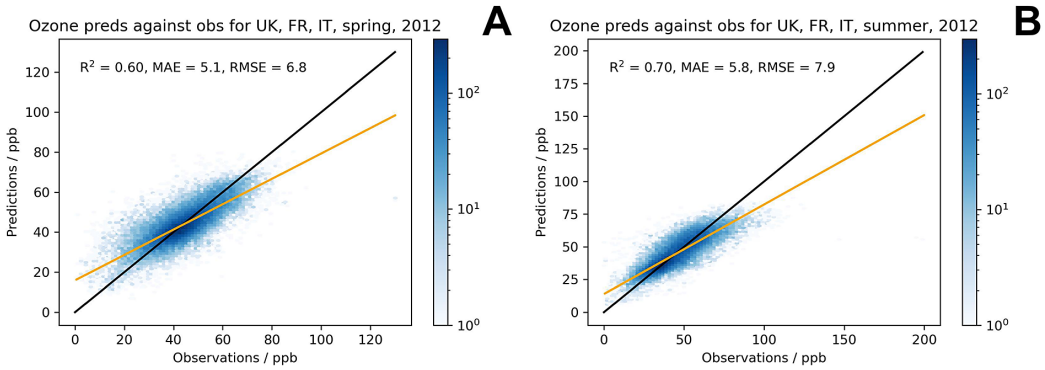 Ozone preds against obs for UK, FR, IT, spring, 2012
A
R² = 0.60, MAE = 5.1, RMSE = 6.8
Predictions / ppb
120
100
80
60
40
20
0
0 20 40 60 80 100 120
Observations / ppb
10²
10¹
10⁰
Ozone preds against obs for UK, FR, IT, summer, 2012
B
R² = 0.70, MAE = 5.8, RMSE = 7.9
Predictions / ppb
200
175
150
125
100
75
50
25
0
0 50 100 150 200
Observations / ppb
10²
10¹
10⁰